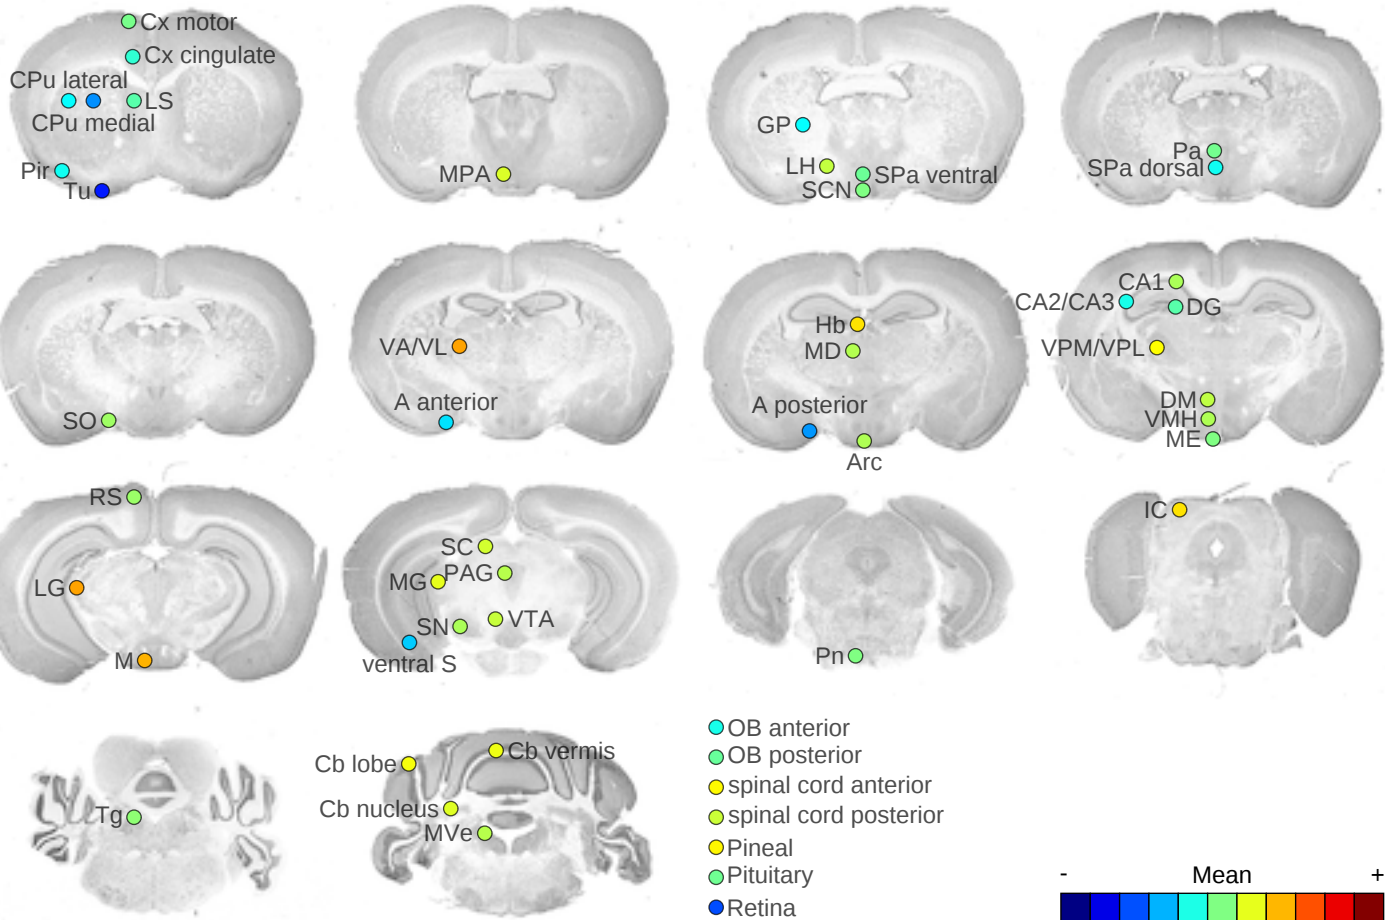 Cx motor
Cx cingulate
CPu lateral
LS
CPu medial
Pir
Tu
MPA
GP
LH
SPa ventral
SCN
Pa
SPa dorsal
SO
VA/VL
A anterior
Hb
MD
A posterior
Arc
CA1
CA2/CA3
DG
VPM/VPL
DM
VMH
ME
RS
LG
M
SC
MG
PAG
SN
VTA
ventral S
Pn
IC
Tg
Cb lobe
Cb vermis
Cb nucleus
MVe
OB anterior
OB posterior
spinal cord anterior
spinal cord posterior
Pineal
Pituitary
Retina
- Mean +